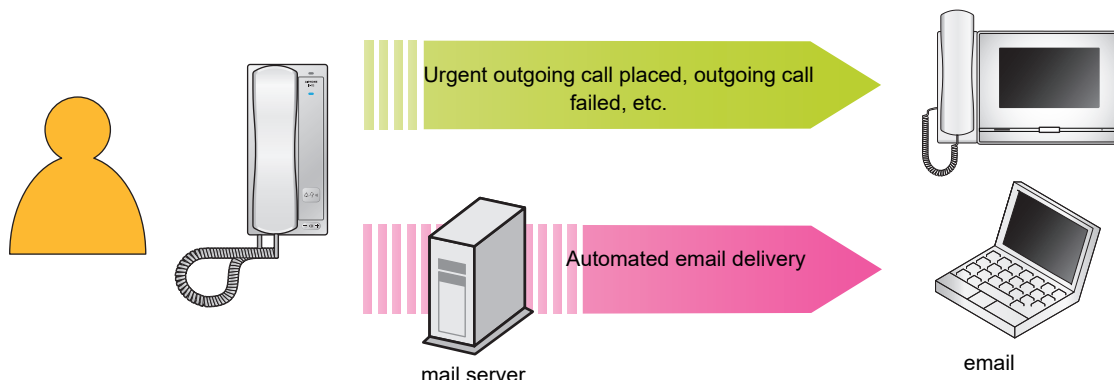 Urgent outgoing call placed, outgoing call
failed, etc.
Automated email delivery
mail server
email